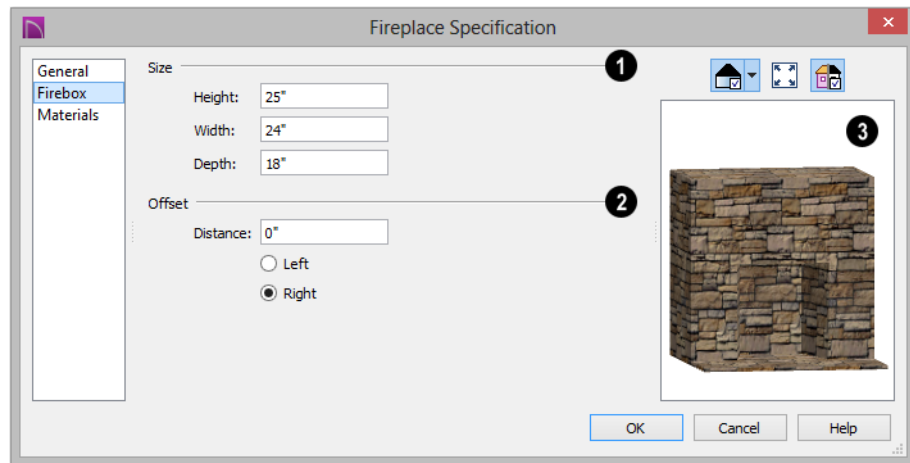 Fireplace Specification
General
Firebox
Materials
Size
1
Height: 25"
Width: 24"
Depth: 18"
Offset
2
Distance: 0"
Left
Right
3
OK Cancel Help